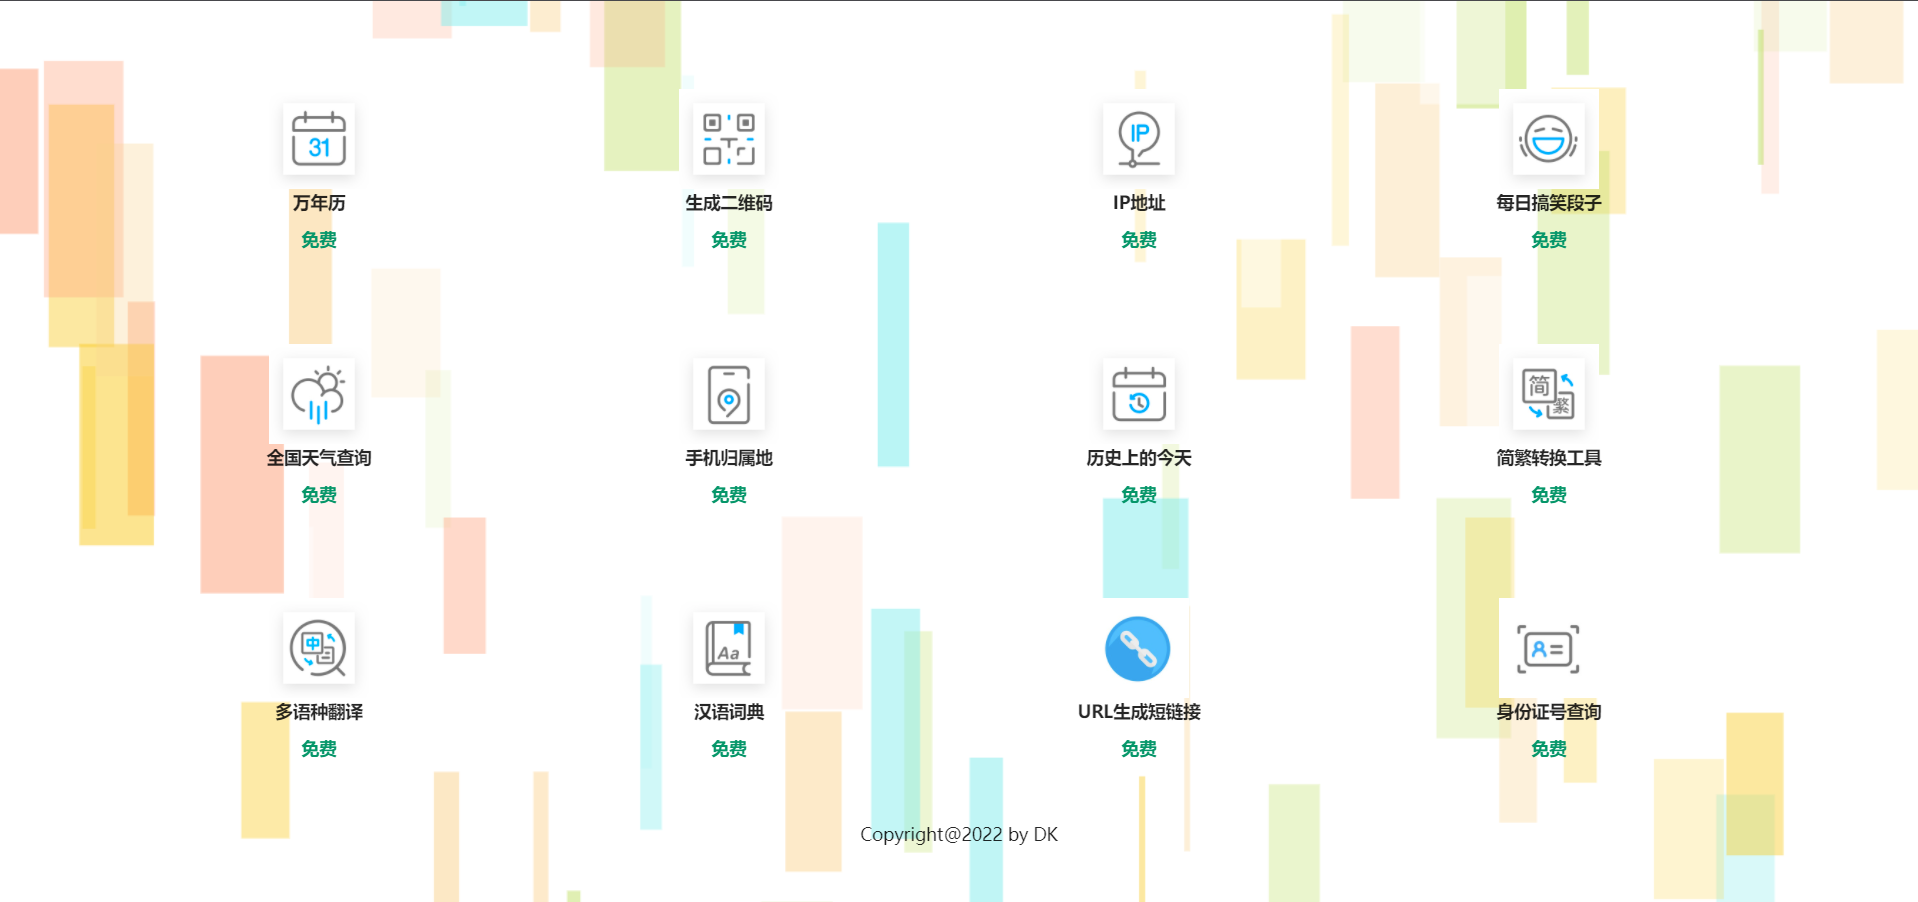 31
IP
万年历
生成二维码
IP地址
每日搞笑段子
免费
免费
免费
免费
简
繁
全国天气查询
手机归属地
历史上的今天
简繁转换工具
免费
免费
免费
免费
中
Aa
多语种翻译
汉语词典
URL生成短链接
身份证号查询
免费
免费
免费
免费
Copyright@2022 by DK